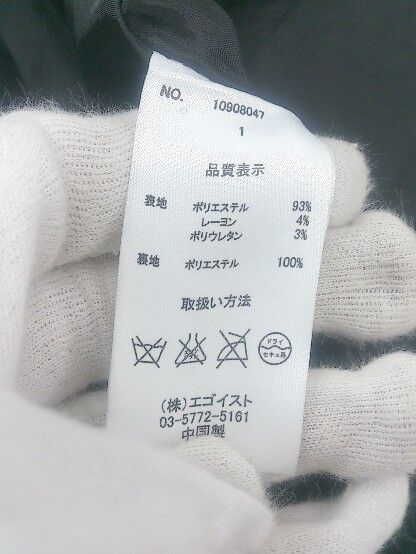 NO. 10908047
1
品質表示
表地 ポリエステル 93%
レーヨン 4%
ポリウレタン 3%
裏地 ポリエステル 100%
取扱い方法
ドライ
セキユ系
(株)エゴイスト
03-5772-5161
中国製